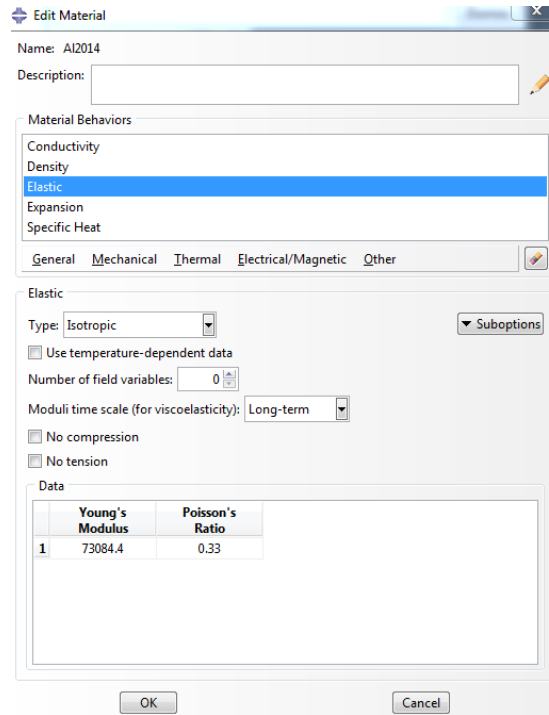 Edit Material
Name: Al2014
Description:
Material Behaviors
Conductivity
Density
Elastic
Expansion
Specific Heat
General Mechanical Thermal Electrical/Magnetic Other
Elastic
Type: Isotropic
Suboptions
Use temperature-dependent data
Number of field variables: 0
Moduli time scale (for viscoelasticity): Long-term
No compression
No tension
Data
Young's Poisson's
Modulus Ratio
1 73084.4 0.33
OK Cancel